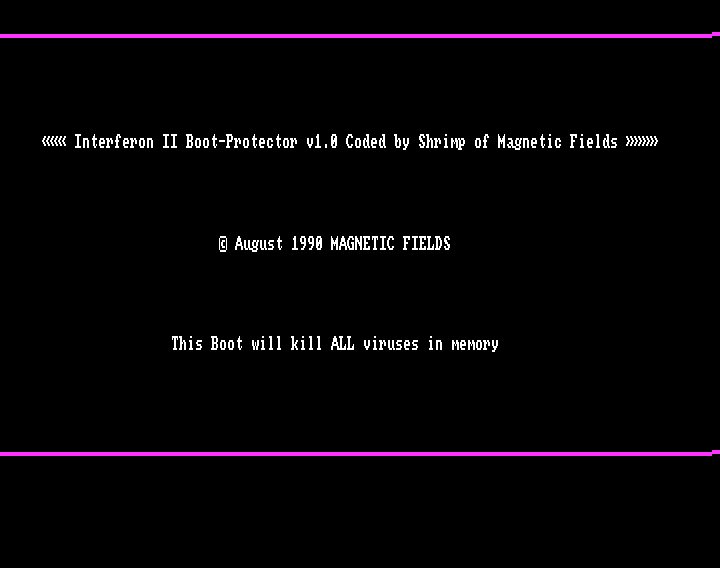 ««« Interferon II Boot-Protector v1.0 Coded by Shrimp of Magnetic Fields »»»»
© August 1990 MAGNETIC FIELDS
This Boot will kill ALL viruses in memory